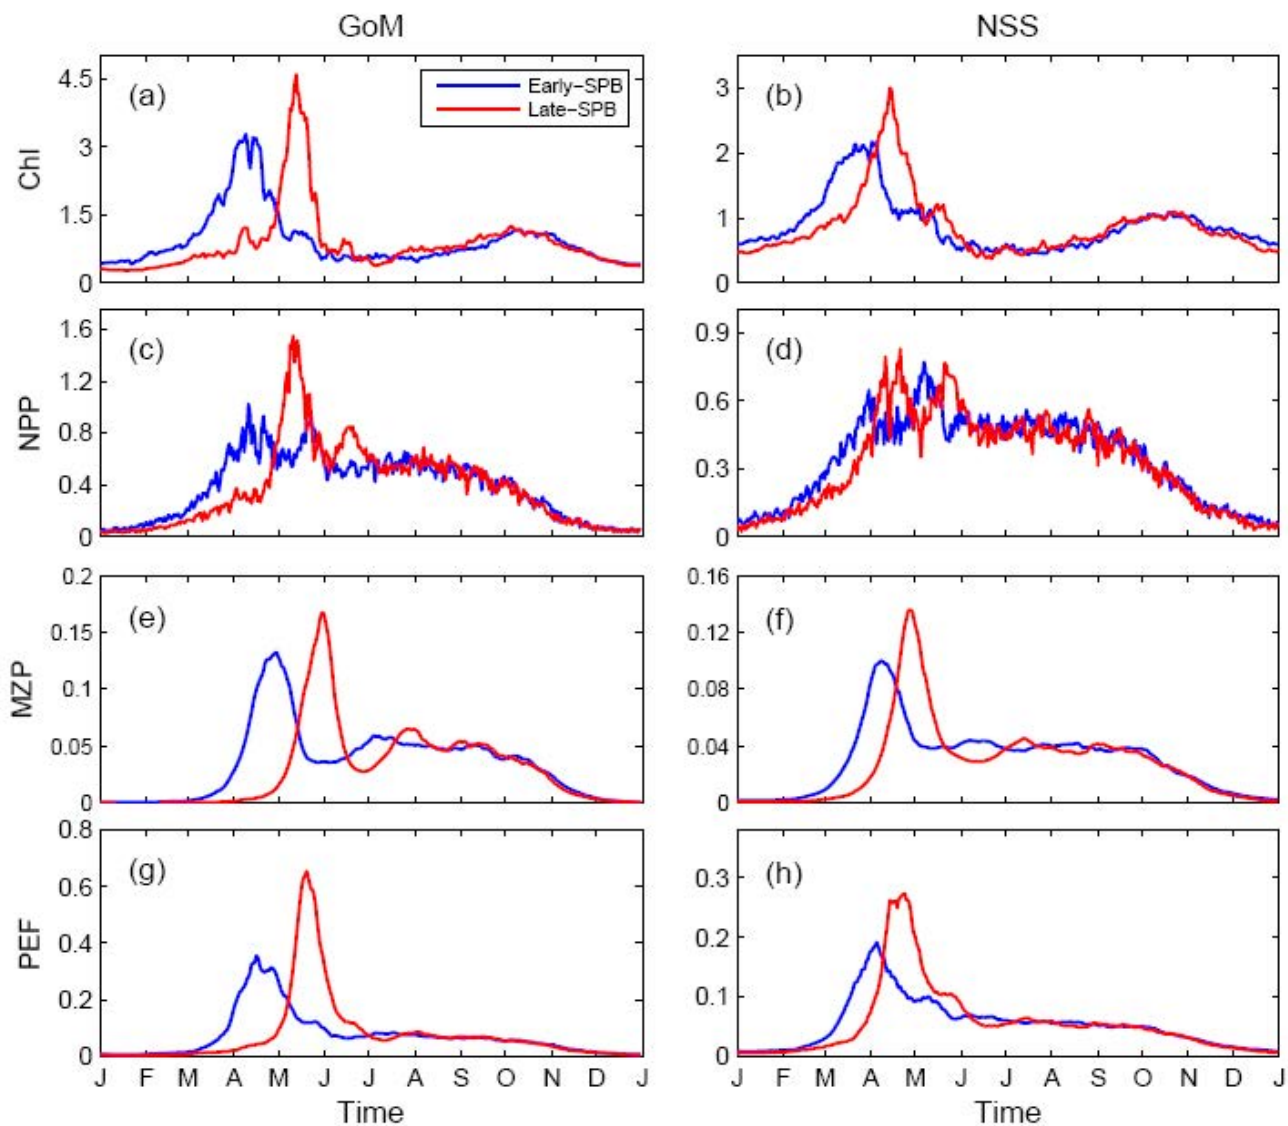 GoM
NSS
(a)
Early-SPB
Late-SPB
Chl
4.5
3
1.5
0
(b)
3
2
1
0
(c)
NPP
1.6
1.2
0.8
0.4
0
(d)
0.9
0.6
0.3
0
(e)
MZP
0.2
0.15
0.1
0.05
0
(f)
0.16
0.12
0.08
0.04
0
(g)
PEF
0.8
0.6
0.4
0.2
0
(h)
0.3
0.2
0.1
0
J F M A M J J A S O N D J
J F M A M J J A S O N D J
Time
Time